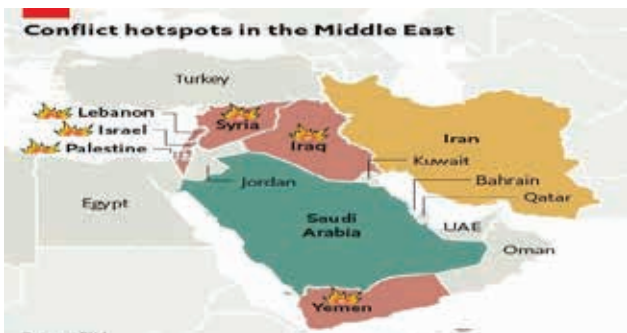 Conflict hotspots in the Middle East
Turkey
Lebanon
Syria
Israel
Iraq
Iran
Palestine
Kuwait
Jordan
Bahrain
Qatar
Egypt
Saudi
Arabia
UAE
Oman
Yemen